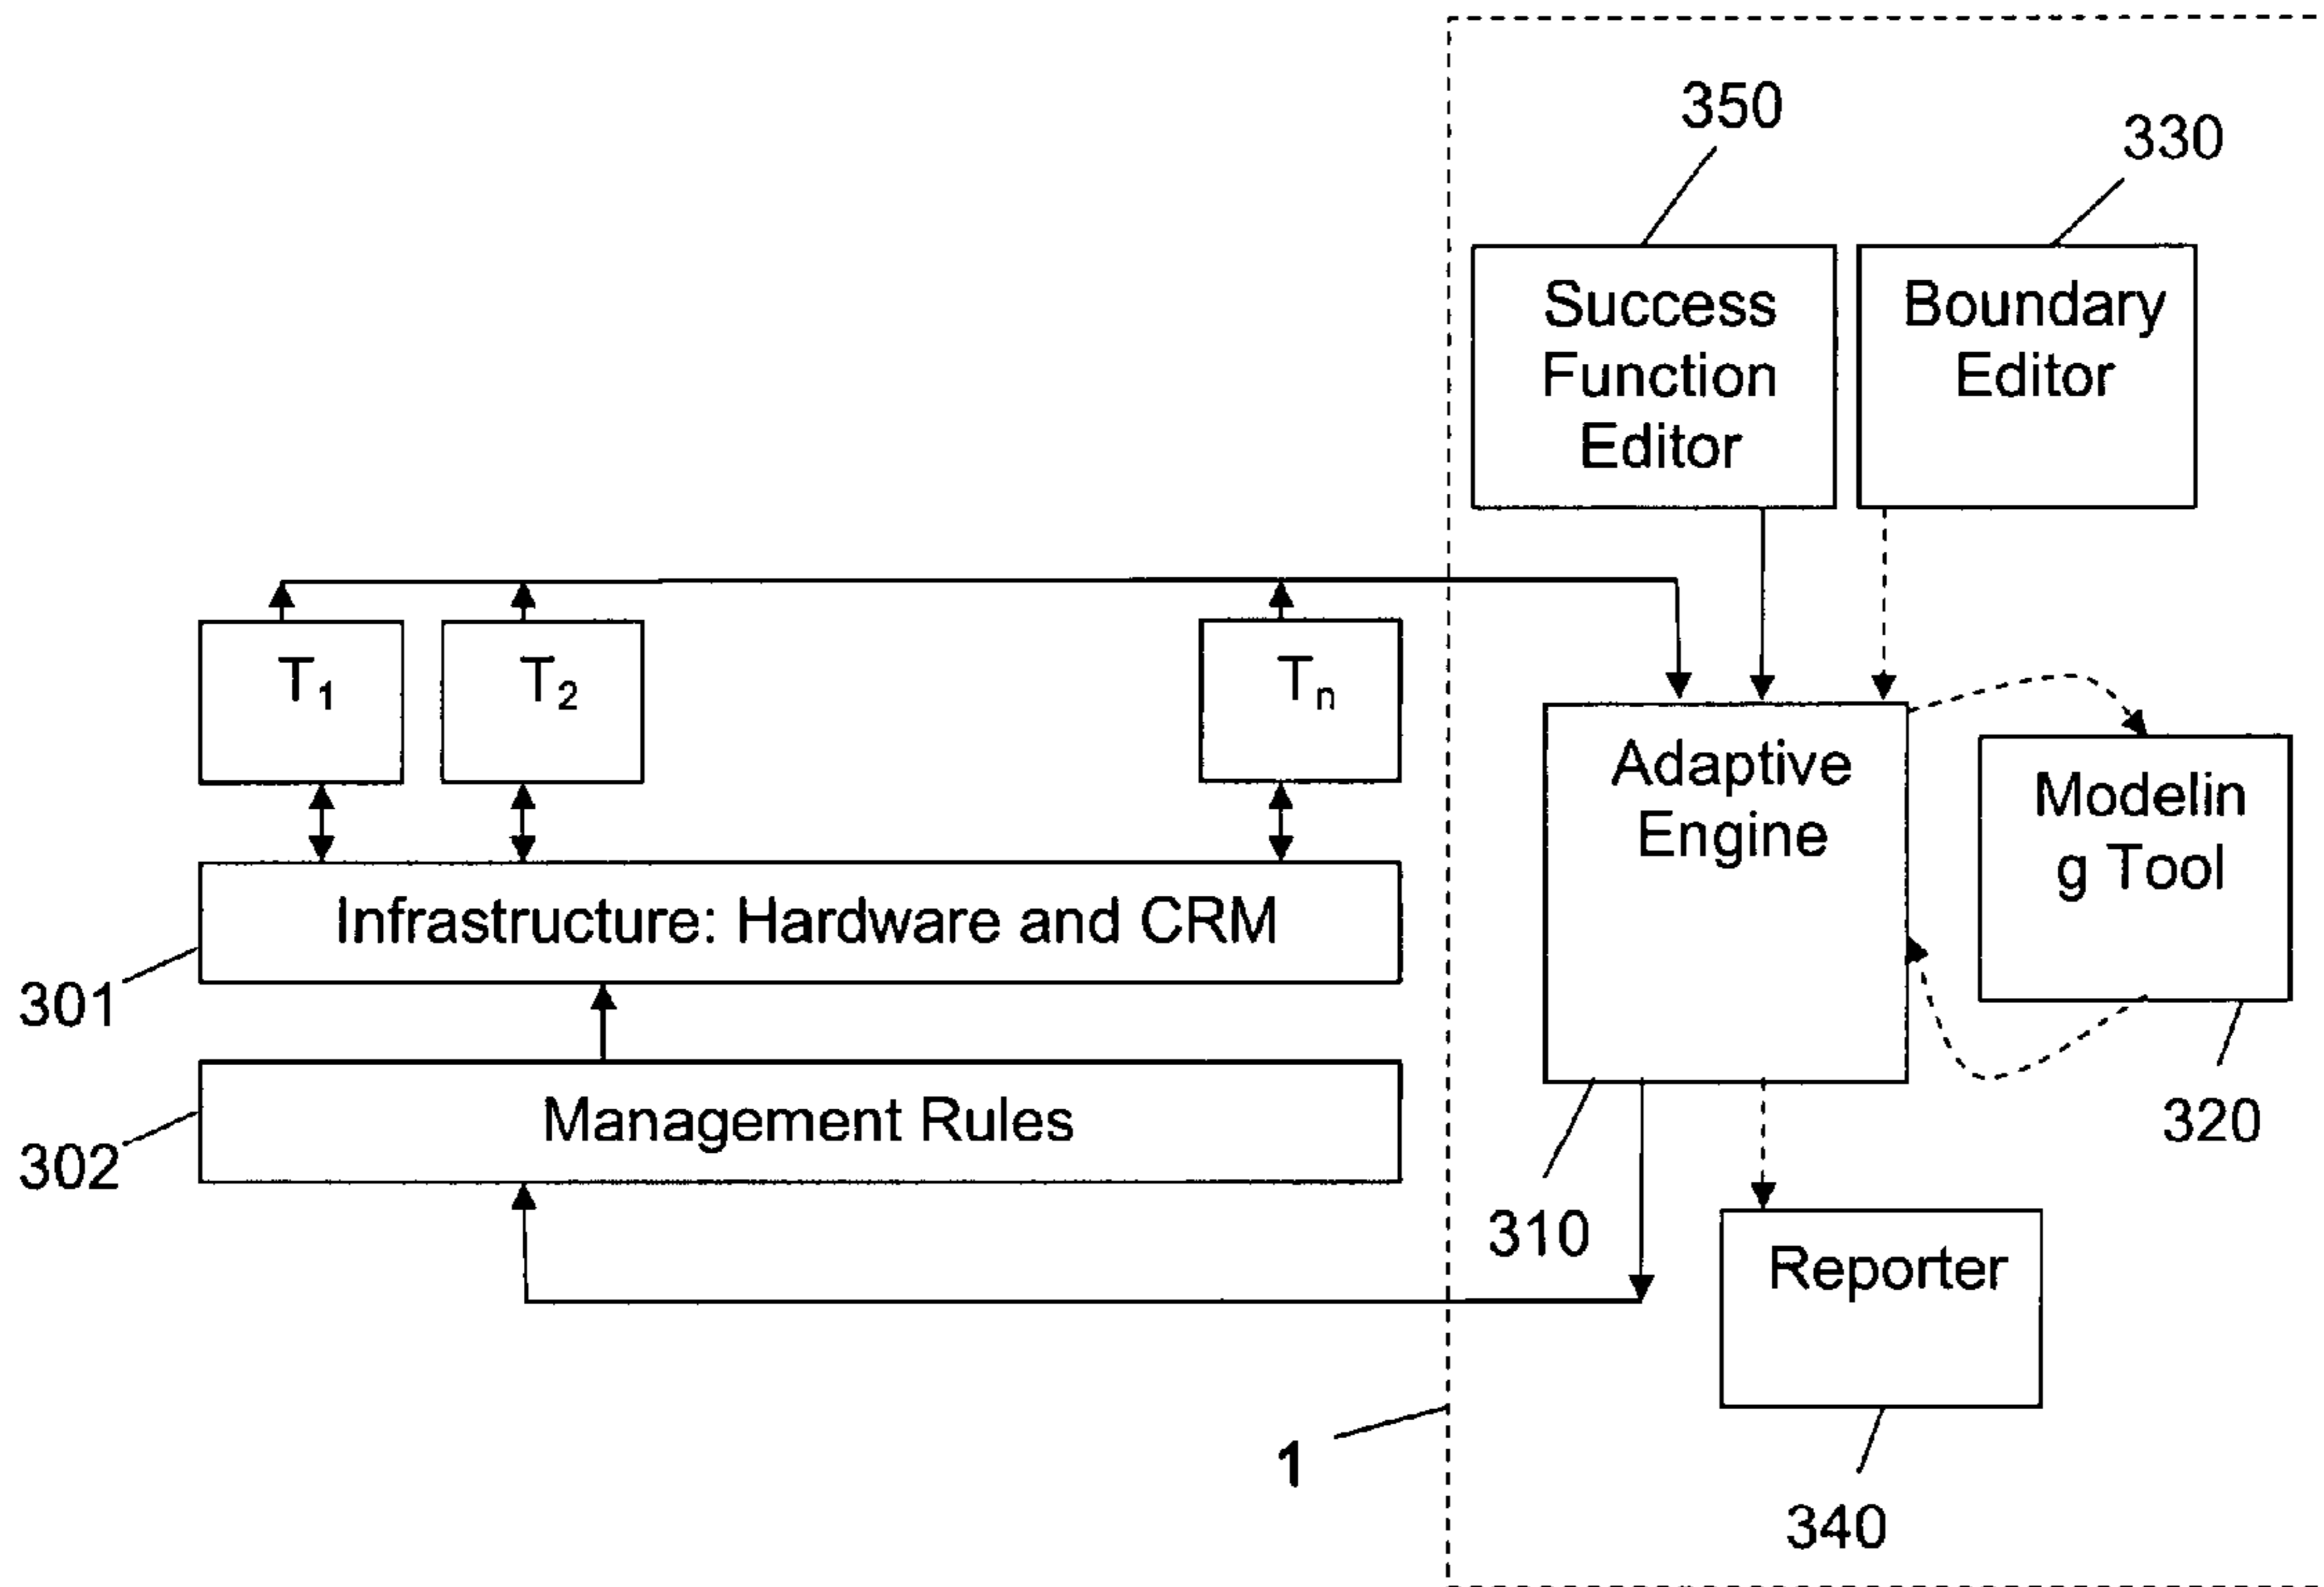 350
330
Success
Function
Editor
Boundary
Editor
T1
T2
Tn
Adaptive
Engine
Modelin
g Tool
Infrastructure: Hardware and CRM
301
Management Rules
302
320
310
Reporter
1
340